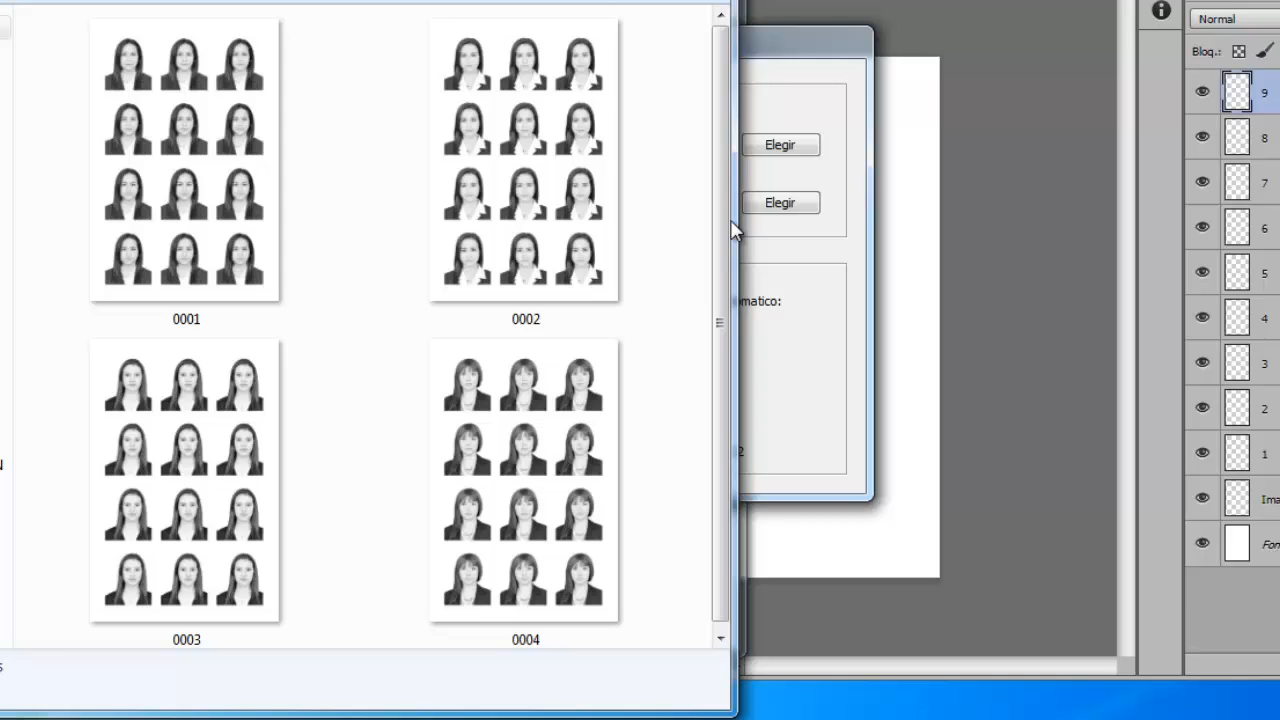 0001
0002
0003
0004
Elegir
Elegir
matico:
2
Normal
Bloq.:
9
8
7
6
5
4
3
2
1
Ima
Fon